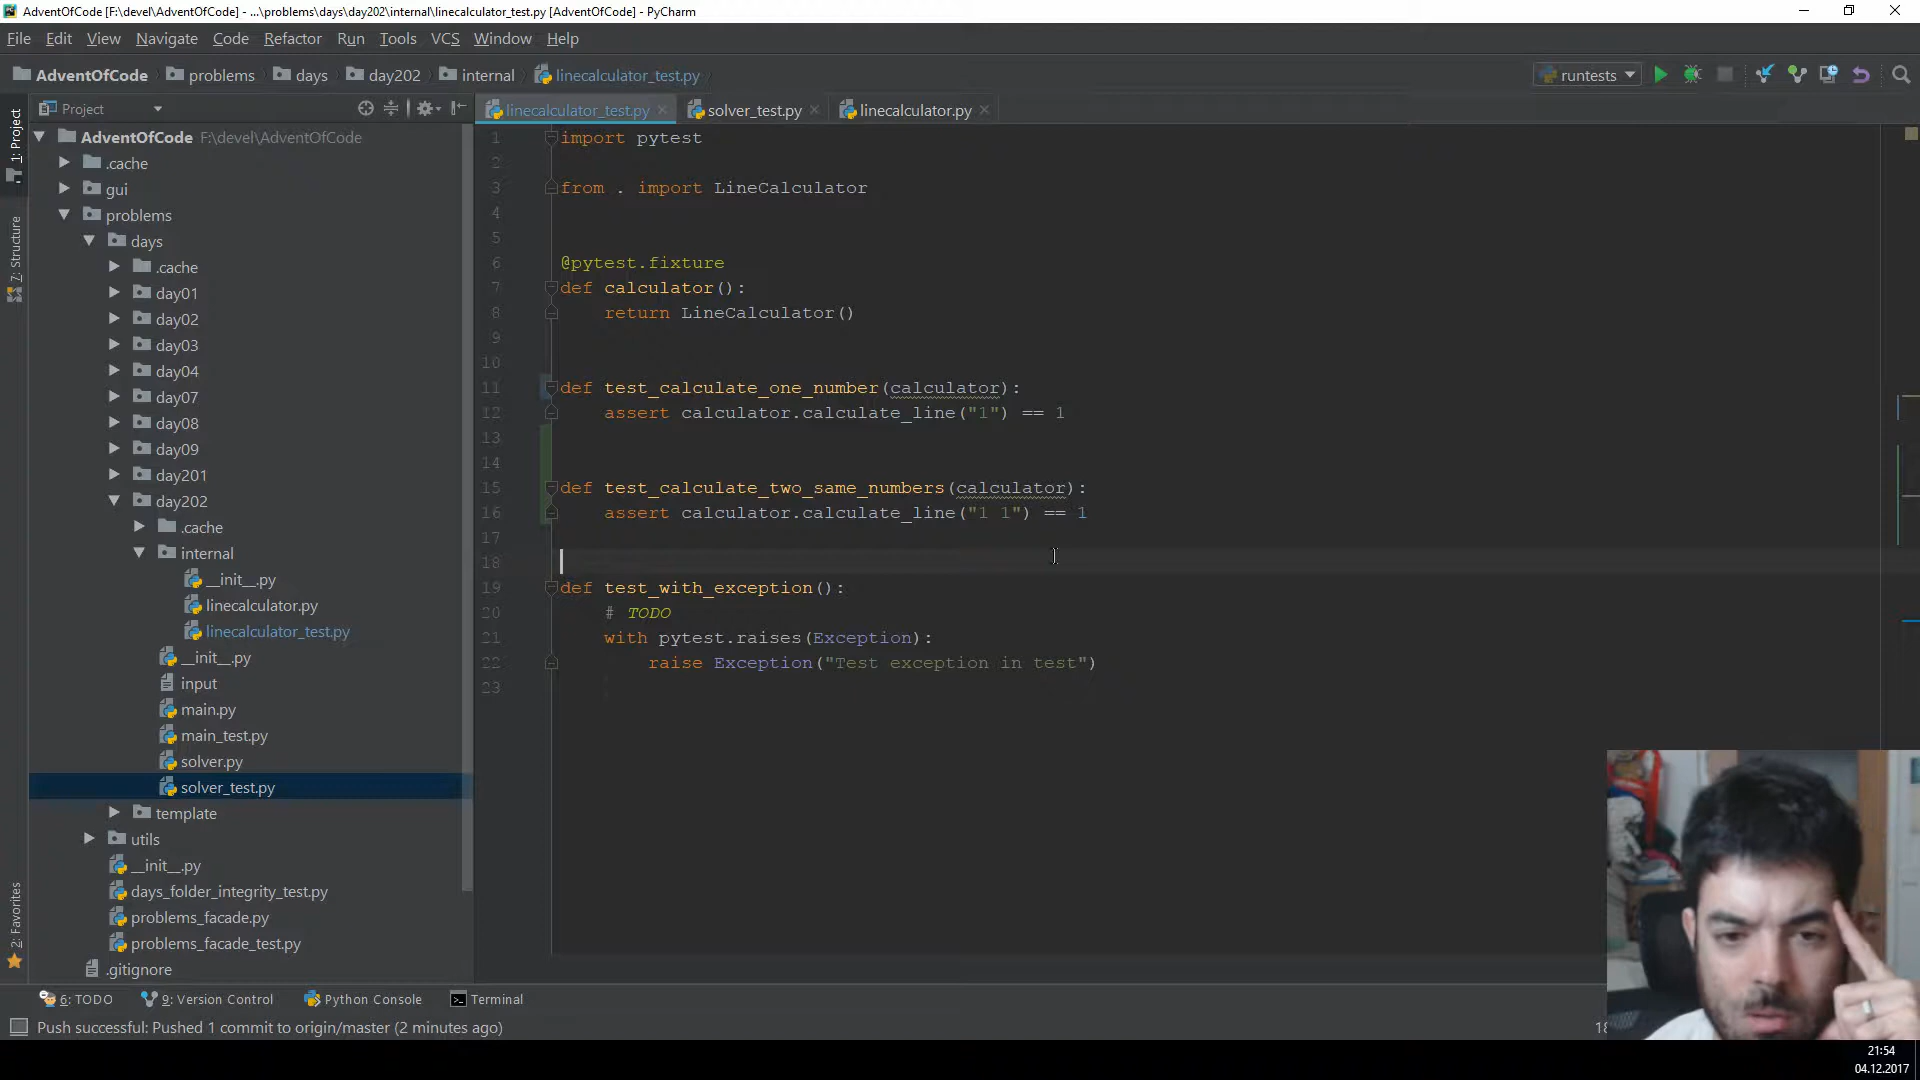 AdventOfCode [F:\devel\AdventOfCode] - ...\problems\days\day202\internal\linecalculator_test.py [AdventOfCode] - PyCharm
File Edit View Navigate Code Refactor Run Tools VCS Window Help
AdventOfCode problems days day202 internal linecalculator_test.py runtests
Project
linecalculator_test.py solver_test.py linecalculator.py
1: Project
7: Structure
2: Favorites
AdventOfCode F:\devel\AdventOfCode
.cache
gui
problems
days
.cache
day01
day02
day03
day04
day07
day08
day09
day201
day202
.cache
internal
__init__.py
linecalculator.py
linecalculator_test.py
__init__.py
input
main.py
main_test.py
solver.py
solver_test.py
template
utils
__init__.py
days_folder_integrity_test.py
problems_facade.py
problems_facade_test.py
.gitignore
1 import pytest
2
3 from . import LineCalculator
4
5
6 @pytest.fixture
7 def calculator():
8 return LineCalculator()
9
10
11 def test_calculate_one_number(calculator):
12 assert calculator.calculate_line("1") == 1
13
14
15 def test_calculate_two_same_numbers(calculator):
16 assert calculator.calculate_line("1 1") == 1
17
18
19 def test_with_exception():
20 # TODO
21 with pytest.raises(Exception):
22 raise Exception("Test exception in test")
23
6: TODO 9: Version Control Python Console Terminal
Push successful: Pushed 1 commit to origin/master (2 minutes ago)
21:54
04.12.2017